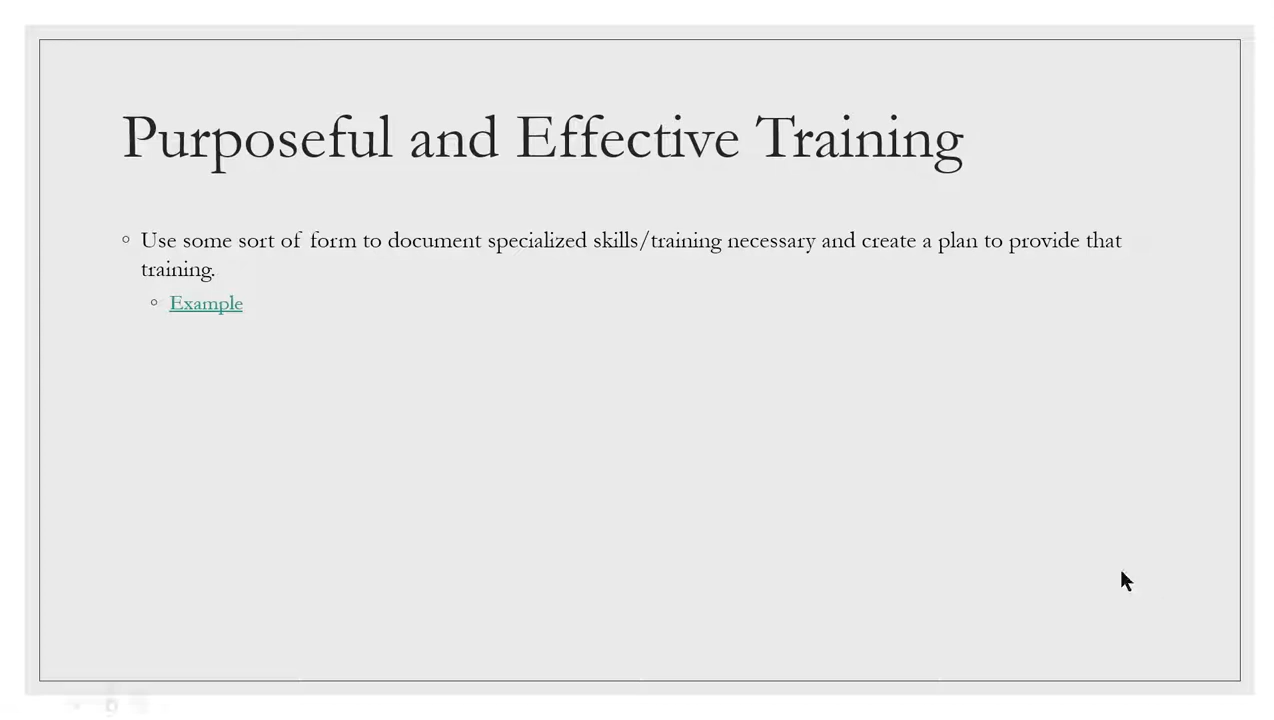 Purposeful and Effective Training
Use some sort of form to document specialized skills/training necessary and create a plan to provide that
training.
Example